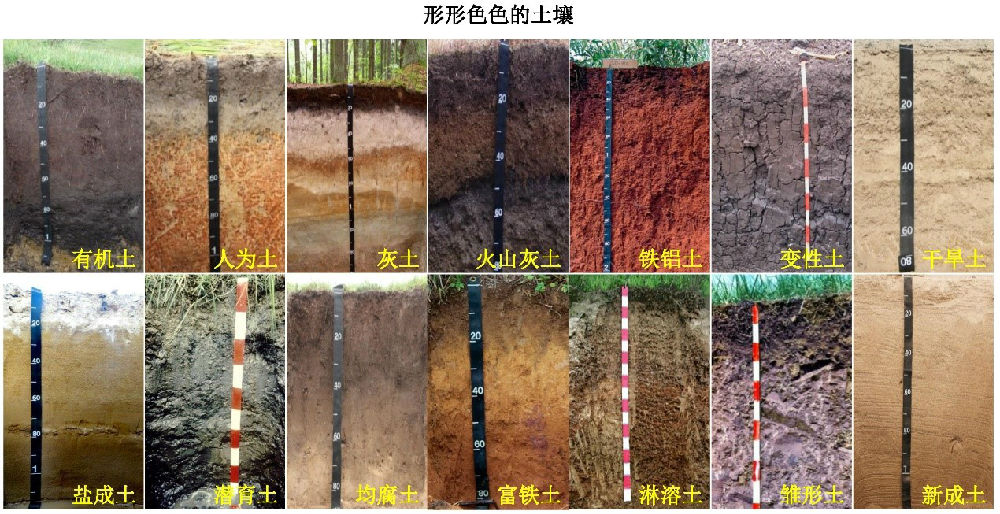 形形色色的土壤
有机土
人为土
灰土
火山灰土
铁铝土
变性土
干旱土
盐成土
潜育土
均腐土
富铁土
淋溶土
雏形土
新成土